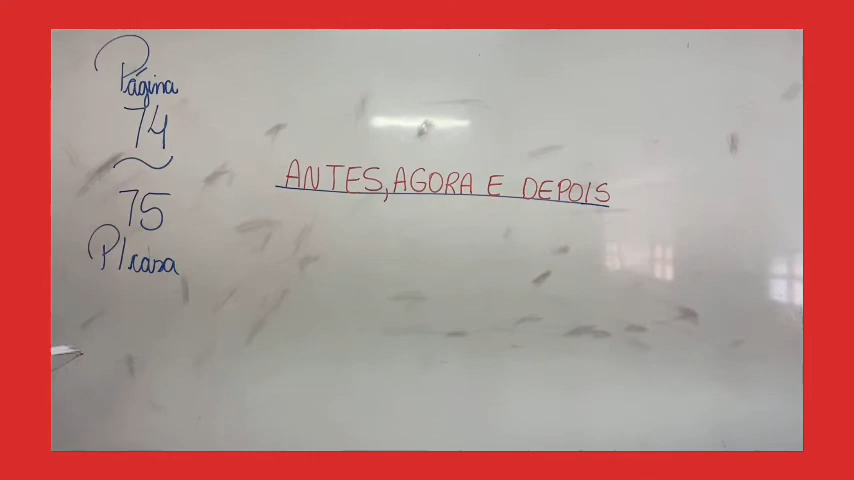 Página
74
~
75
P/casa
ANTES, AGORA E DEPOIS